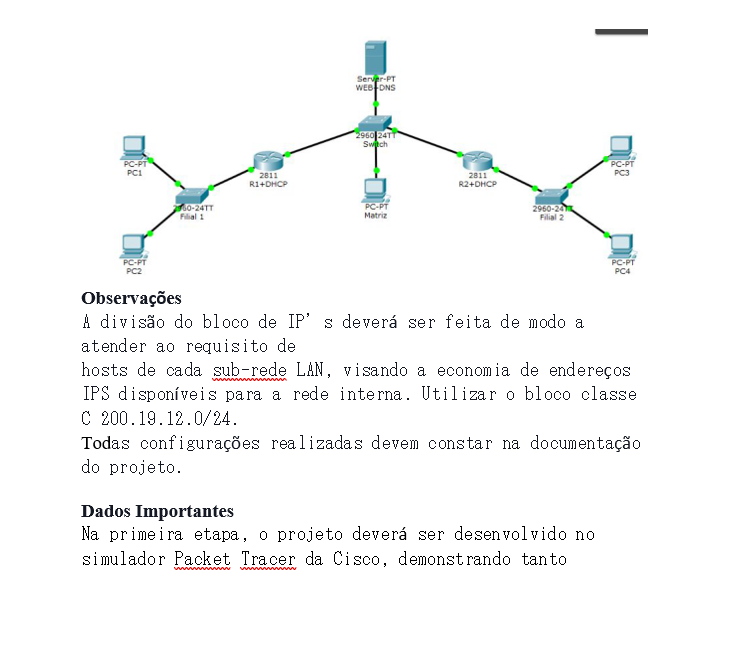 Server-PT
WEB+DNS
2960-24TT
Switch
PC-PT
PC1
2811
R1+DHCP
2811
R2+DHCP
PC-PT
PC3
PC-PT
Matriz
2960-24TT
Filial 1
2960-24TT
Filial 2
PC-PT
PC2
PC-PT
PC4
Observações
A divisão do bloco de IP’s deverá ser feita de modo a
atender ao requisito de
hosts de cada sub-rede LAN, visando a economia de endereços
IPS disponíveis para a rede interna. Utilizar o bloco classe
C 200.19.12.0/24.
Todas configurações realizadas devem constar na documentação
do projeto.
Dados Importantes
Na primeira etapa, o projeto deverá ser desenvolvido no
simulador Packet Tracer da Cisco, demonstrando tanto